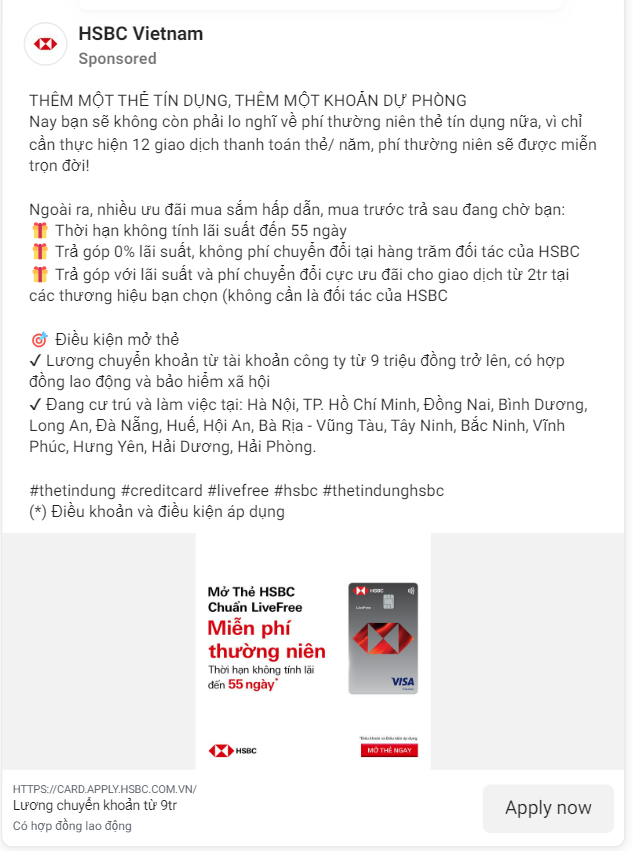 HSBC Vietnam
Sponsored
THÊM MỘT THẺ TÍN DỤNG, THÊM MỘT KHOẢN DỰ PHÒNG
Nay bạn sẽ không còn phải lo nghĩ về phí thường niên thẻ tín dụng nữa, vì chỉ
cần thực hiện 12 giao dịch thanh toán thẻ/ năm, phí thường niên sẽ được miễn
trọn đời!
Ngoài ra, nhiều ưu đãi mua sắm hấp dẫn, mua trước trả sau đang chờ bạn:
🎁 Thời hạn không tính lãi suất đến 55 ngày
🎁 Trả góp 0% lãi suất, không phí chuyển đổi tại hàng trăm đối tác của HSBC
🎁 Trả góp với lãi suất và phí chuyển đổi cực ưu đãi cho giao dịch từ 2tr tại
các thương hiệu bạn chọn (không cần là đối tác của HSBC
🎯 Điều kiện mở thẻ
✓ Lương chuyển khoản từ tài khoản công ty từ 9 triệu đồng trở lên, có hợp
đồng lao động và bảo hiểm xã hội
✓ Đang cư trú và làm việc tại: Hà Nội, TP. Hồ Chí Minh, Đồng Nai, Bình Dương,
Long An, Đà Nẵng, Huế, Hội An, Bà Rịa - Vũng Tàu, Tây Ninh, Bắc Ninh, Vĩnh
Phúc, Hưng Yên, Hải Dương, Hải Phòng.
#thetindung #creditcard #livefree #hsbc #thetindunghsbc
(*) Điều khoản và điều kiện áp dụng
Mở Thẻ HSBC
Chuẩn LiveFree
Miễn phí
thường niên
Thời hạn không tính lãi
đến 55 ngày*
HSBC
LiveFree
VISA
HSBC
*Điều khoản và Điều kiện áp dụng
MỞ THẺ NGAY
HTTPS://CARD.APPLY.HSBC.COM.VN/
Lương chuyển khoản từ 9tr
Có hợp đồng lao động
Apply now